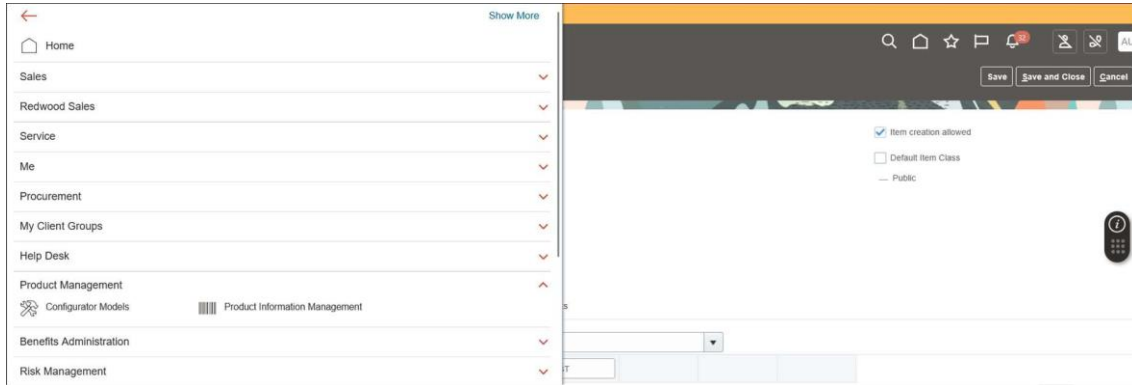 Show More
Home
Sales
Redwood Sales
Service
Me
Procurement
My Client Groups
Help Desk
Product Management
Configurator Models Product Information Management
Benefits Administration
Risk Management
Save Save and Close Cancel
Item creation allowed
Default Item Class
Public